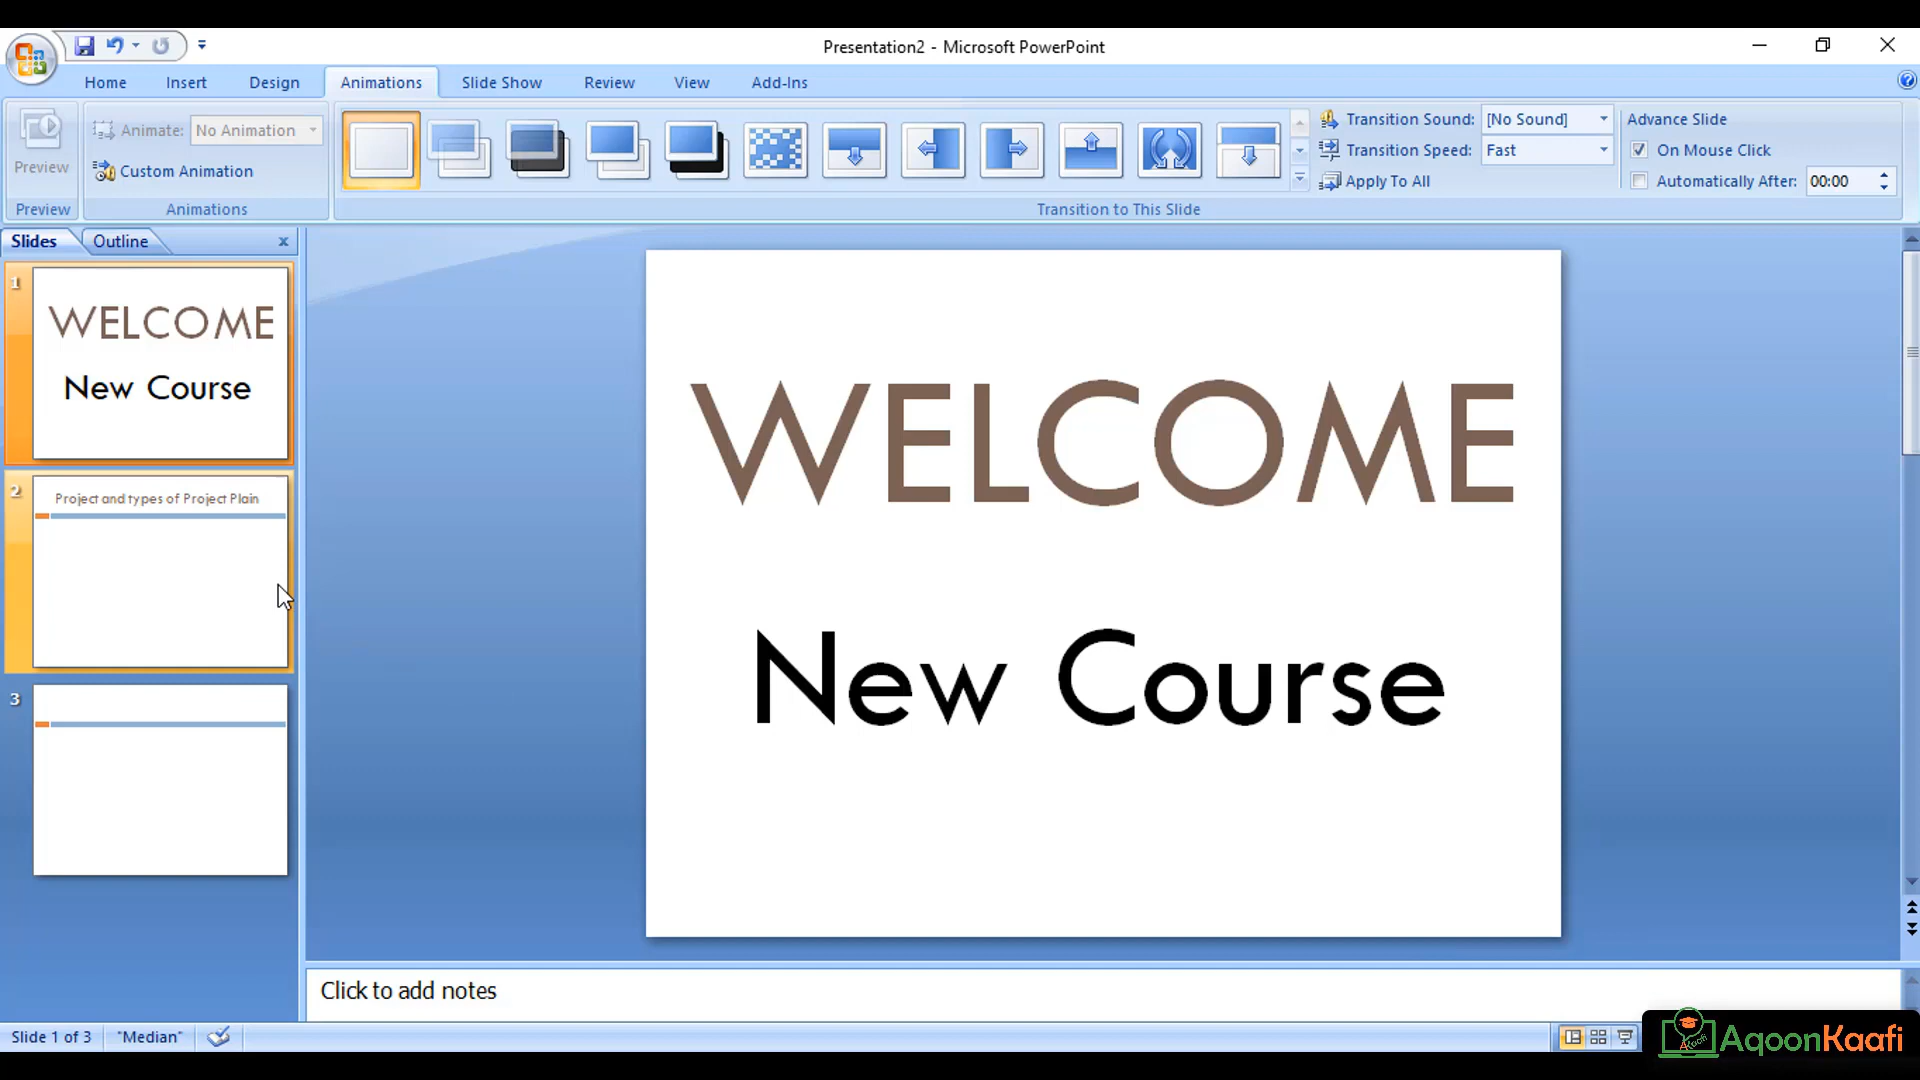 Presentation2 - Microsoft PowerPoint
Home Insert Design Animations Slide Show Review View Add-Ins
Preview
Animate: No Animation
Custom Animation
Transition Sound: [No Sound]
Transition Speed: Fast
Apply To All
Advance Slide
On Mouse Click
Automatically After: 00:00
Preview Animations Transition to This Slide
Slides Outline
1
WELCOME
New Course
2
Project and types of Project Plain
3
WELCOME
New Course
Click to add notes
Slide 1 of 3 "Median"
AqoonKaafi